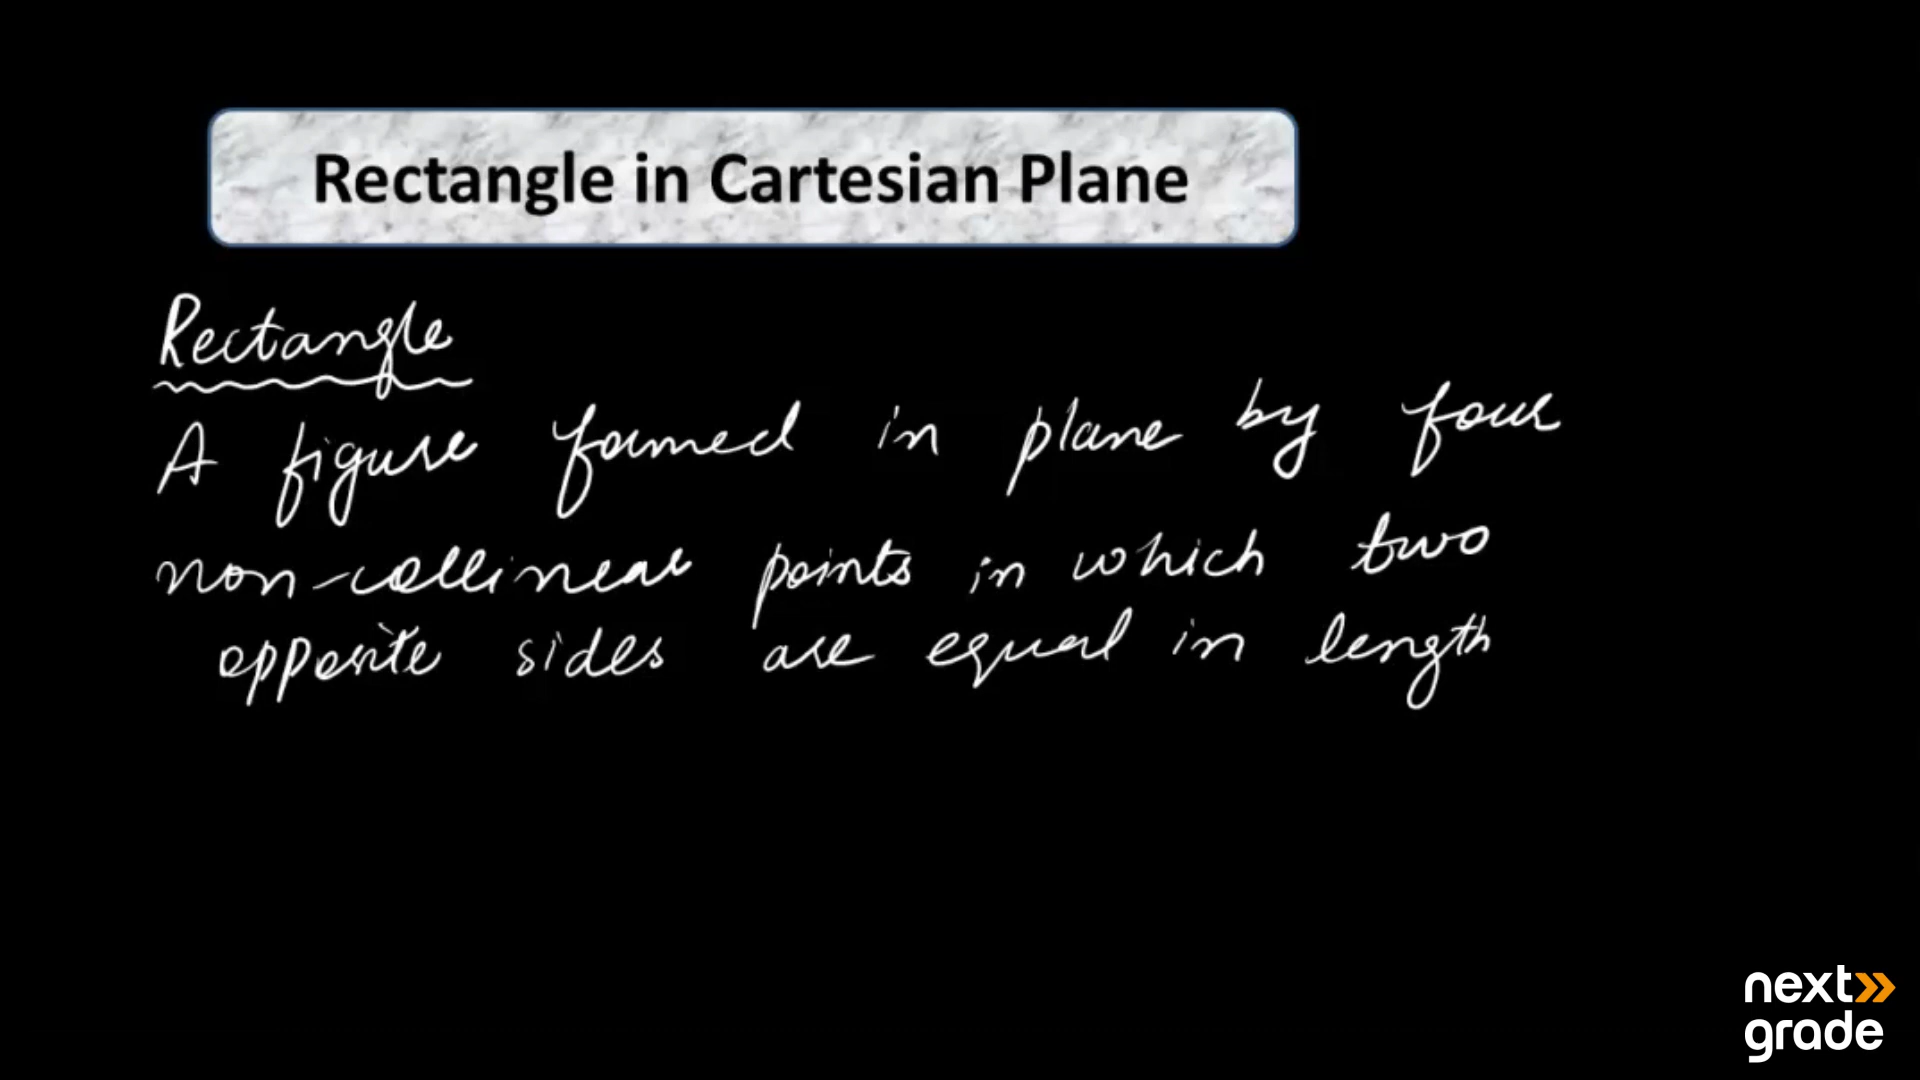 Rectangle in Cartesian Plane
Rectangle
A figure formed in plane by four
non-collinear points in which two
opposite sides are equal in length
next
grade